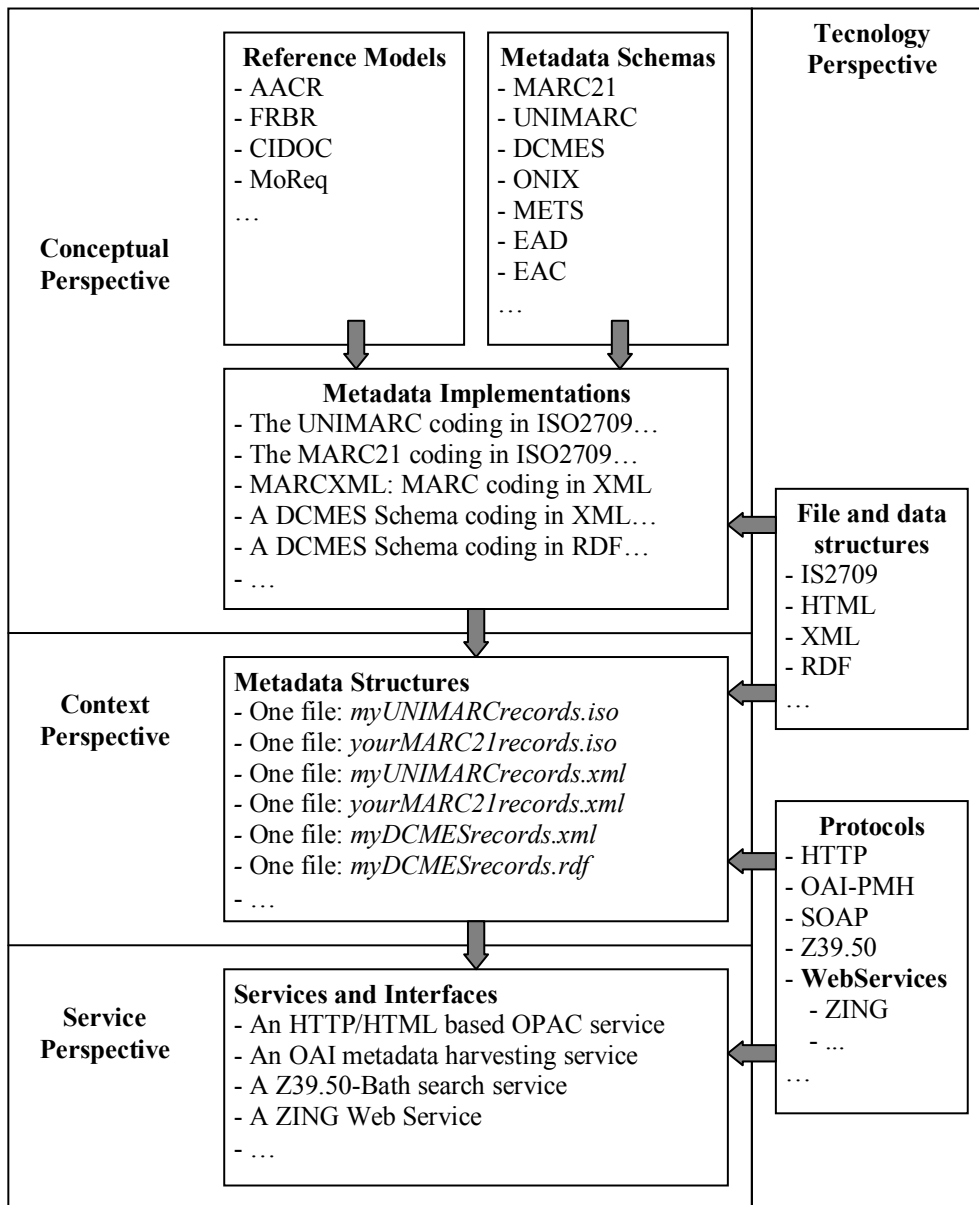 Tecnology
Perspective
Conceptual
Perspective
Reference Models
- AACR
- FRBR
- CIDOC
- MoReq
…
Metadata Schemas
- MARC21
- UNIMARC
- DCMES
- ONIX
- METS
- EAD
- EAC
…
Metadata Implementations
- The UNIMARC coding in ISO2709…
- The MARC21 coding in ISO2709…
- MARCXML: MARC coding in XML
- A DCMES Schema coding in XML…
- A DCMES Schema coding in RDF…
- …
File and data
structures
- IS2709
- HTML
- XML
- RDF
…
Context
Perspective
Metadata Structures
- One file: myUNIMARCrecords.iso
- One file: yourMARC21records.iso
- One file: myUNIMARCrecords.xml
- One file: yourMARC21records.xml
- One file: myDCMESrecords.xml
- One file: myDCMESrecords.rdf
- …
Protocols
- HTTP
- OAI-PMH
- SOAP
- Z39.50
- WebServices
- ZING
- ...
…
Service
Perspective
Services and Interfaces
- An HTTP/HTML based OPAC service
- An OAI metadata harvesting service
- A Z39.50-Bath search service
- A ZING Web Service
- …